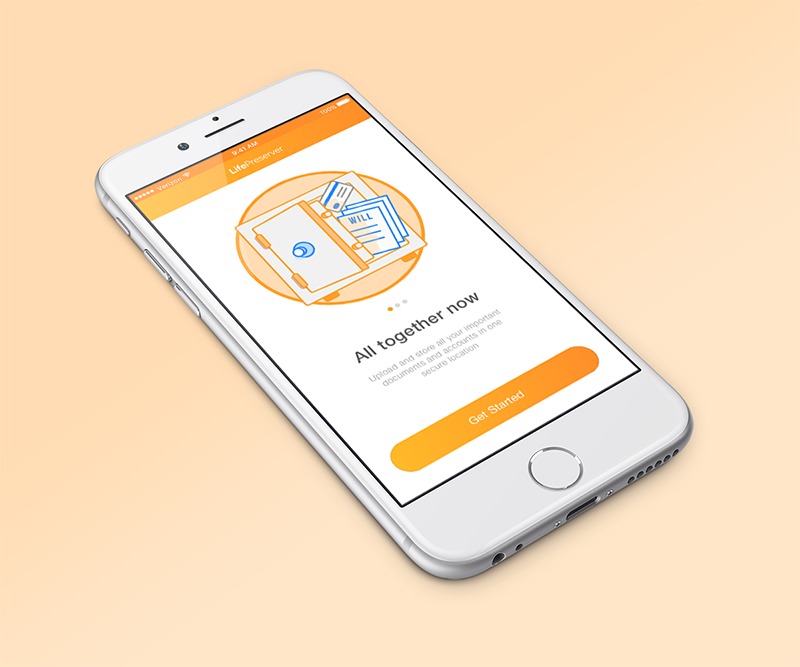 Verizon
9:41 AM
100%
LifePreserver
WILL
All together now
Upload and store all your important
documents and accounts in one
secure location
Get Started